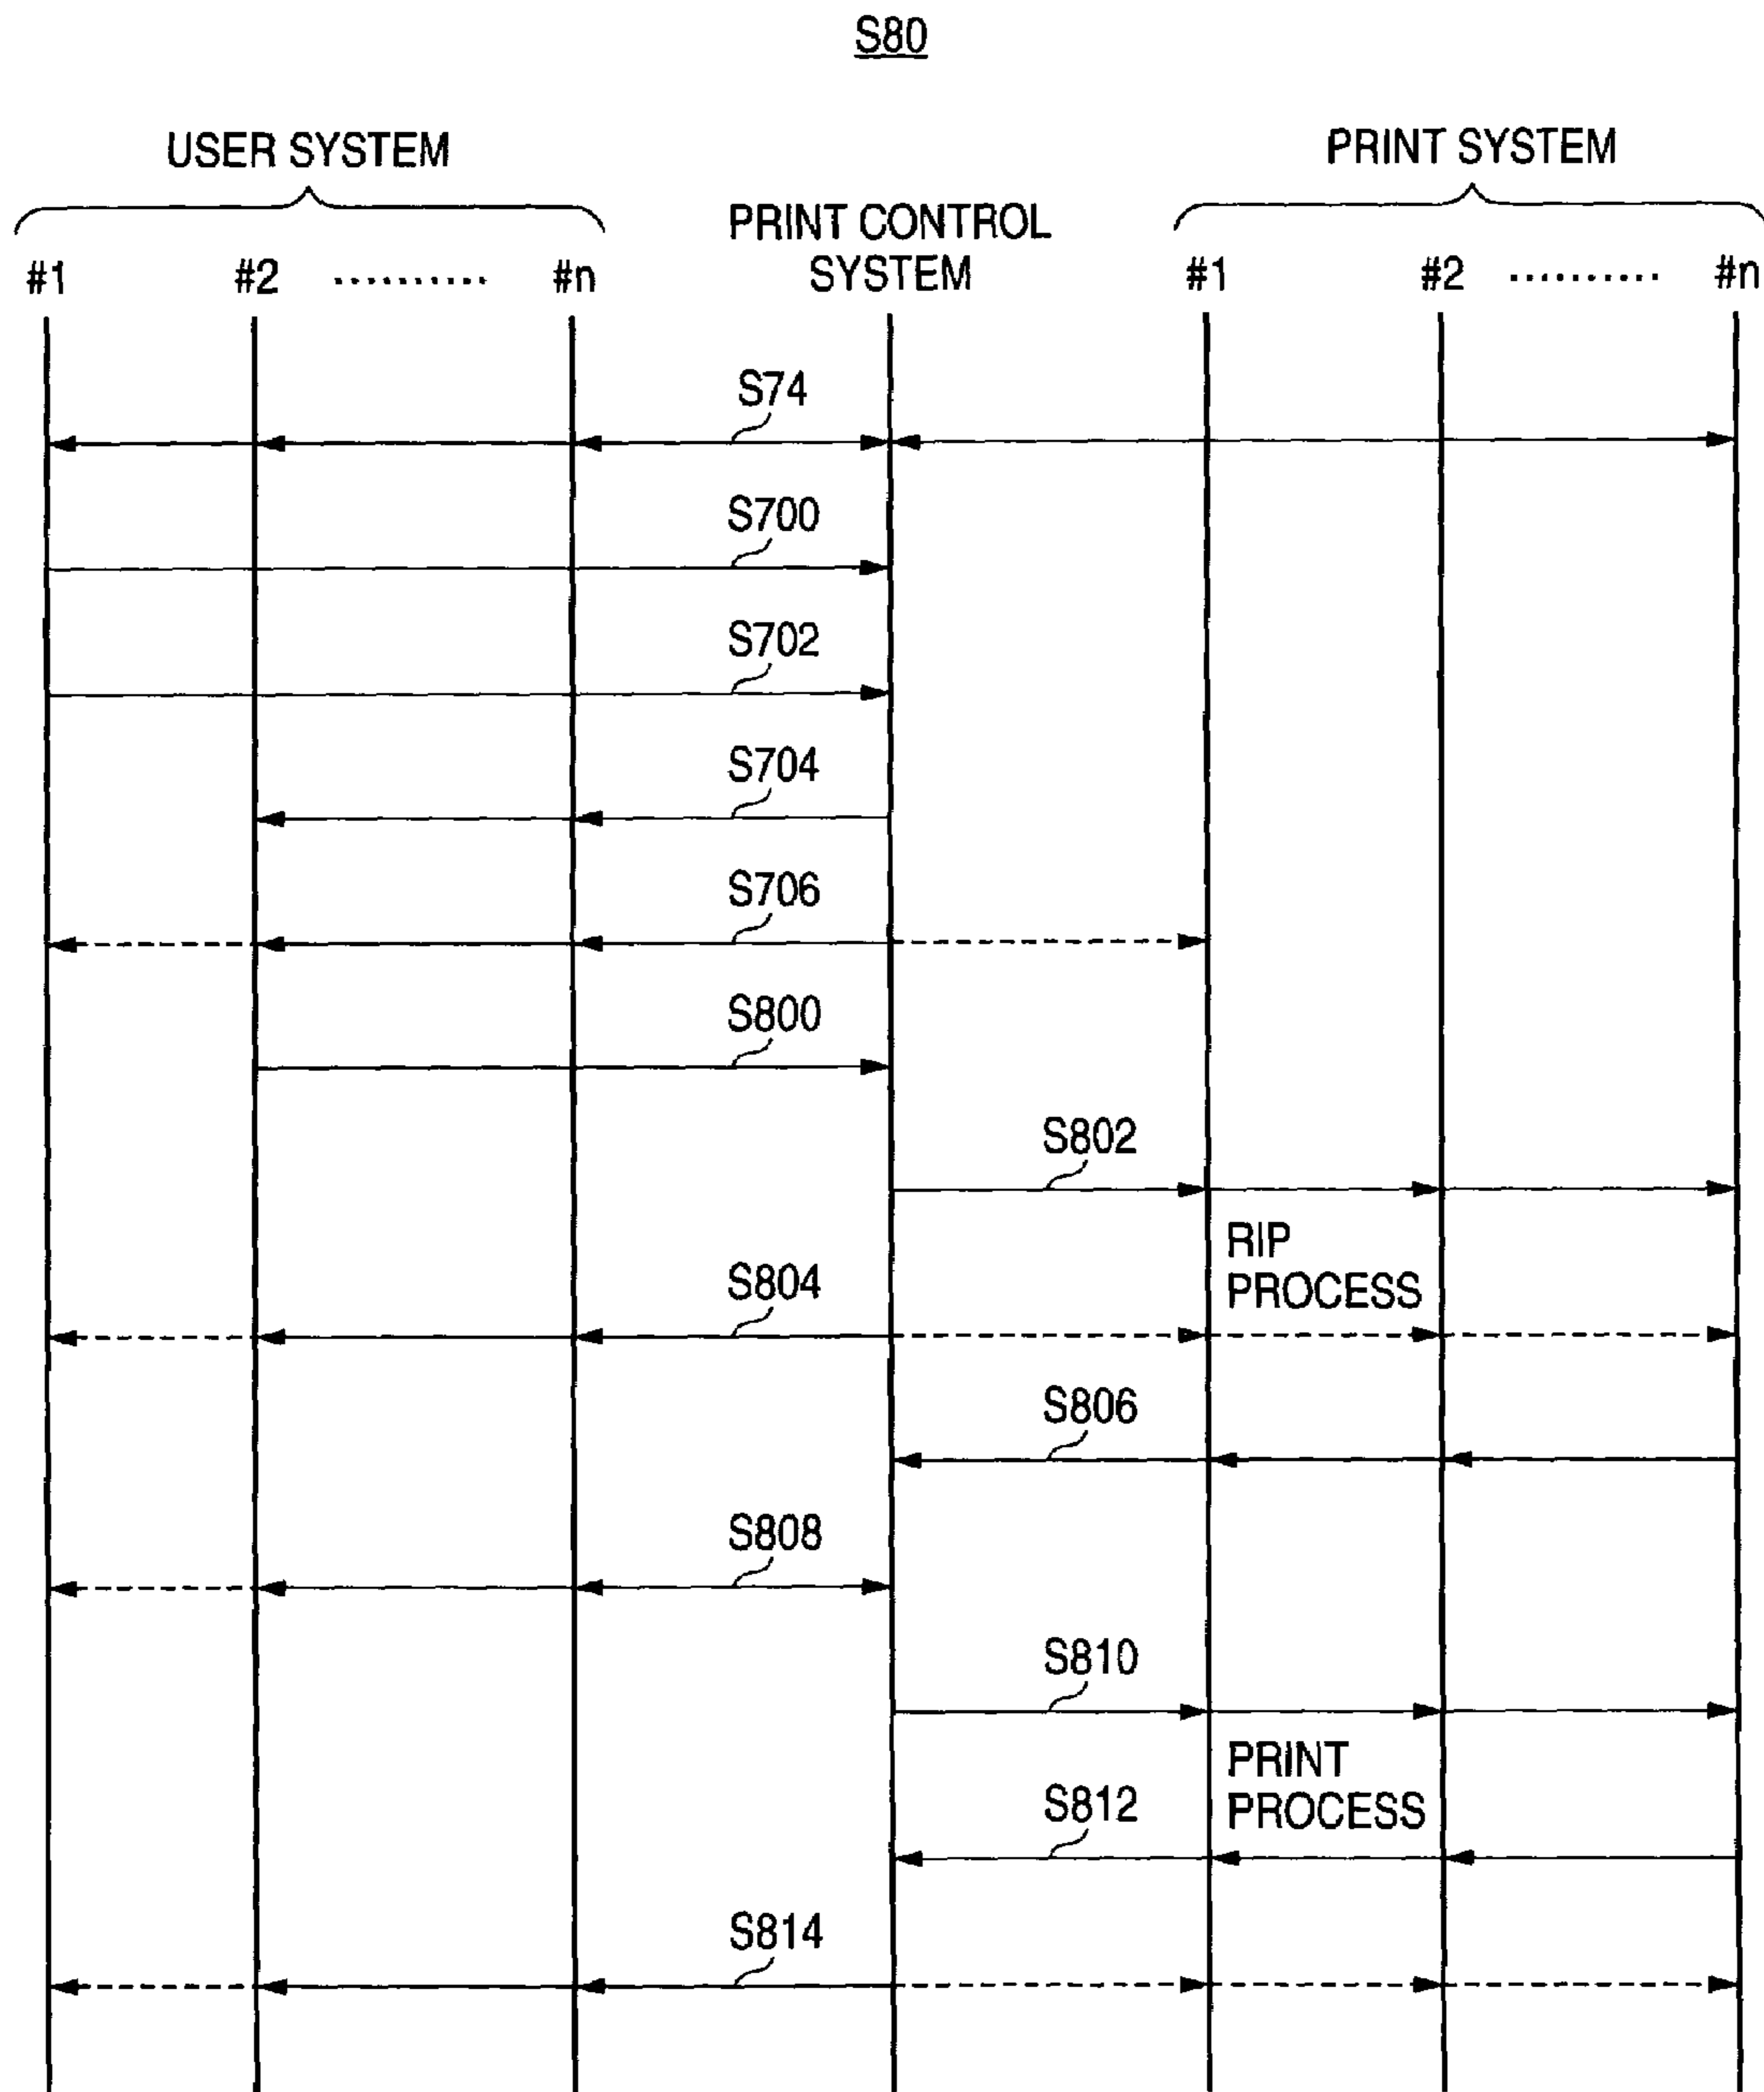 S80
USER SYSTEM
PRINT SYSTEM
PRINT CONTROL
SYSTEM
#1 #2 .......... #n
#1 #2 .......... #n
S74
S700
S702
S704
S706
S800
S802
RIP
PROCESS
S804
S806
S808
S810
PRINT
PROCESS
S812
S814